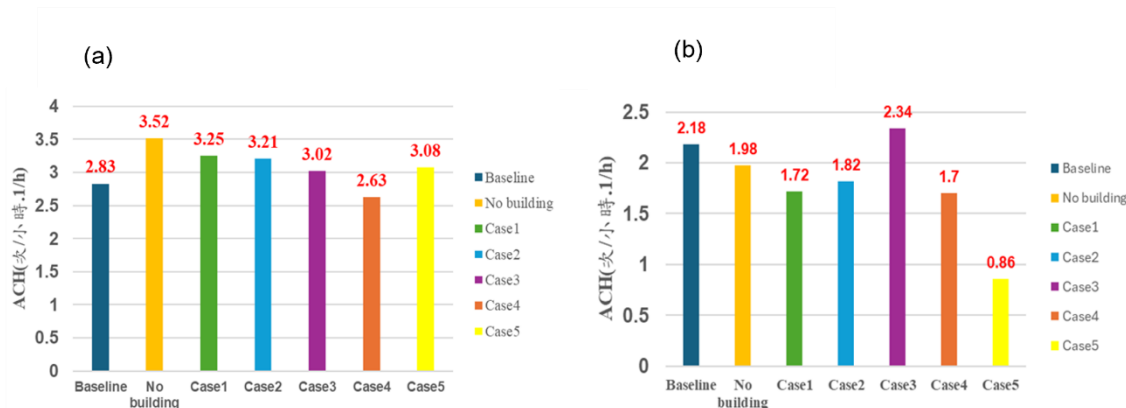 (a)
ACH(次/小時.1/h)
4
3.5
3
2.5
2
1.5
1
0.5
0
2.83
3.52
3.25
3.21
3.02
2.63
3.08
Baseline
No building
Case1
Case2
Case3
Case4
Case5
Baseline
No building
Case1
Case2
Case3
Case4
Case5
(b)
ACH(次/小時.1/h)
2.5
2
1.5
1
0.5
0
2.18
1.98
1.72
1.82
2.34
1.7
0.86
Baseline
No
building
Case1
Case2
Case3
Case4
Case5
Baseline
No building
Case1
Case2
Case3
Case4
Case5